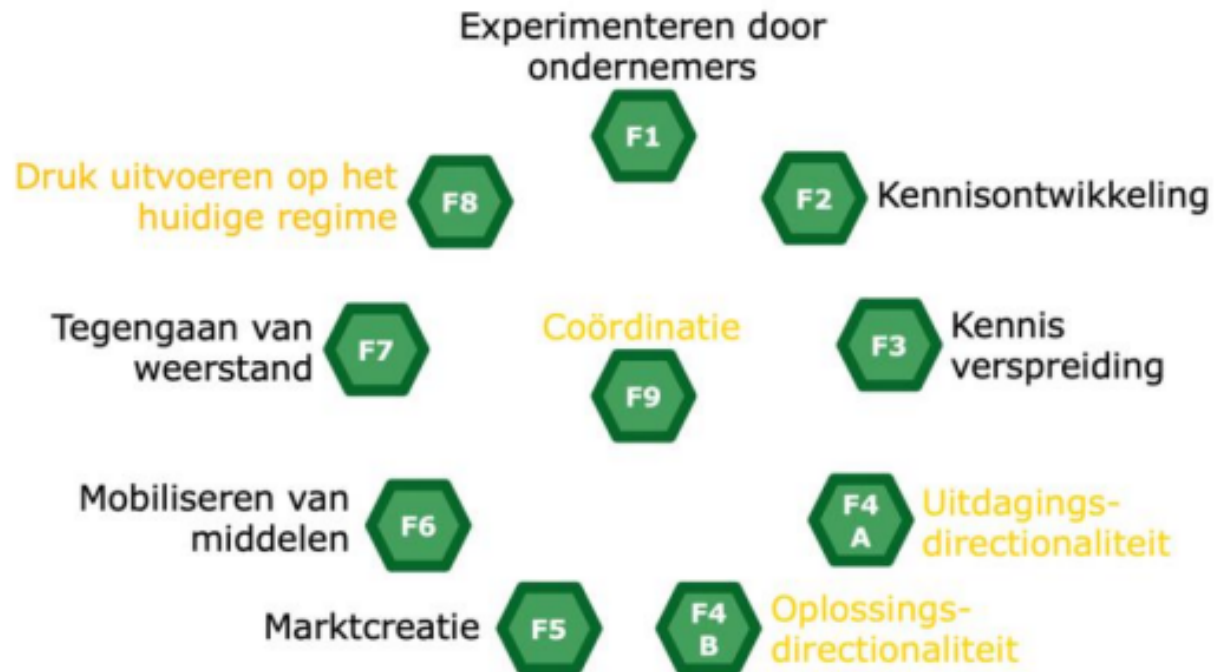 Experimenteren door
ondernemers
F1
Druk uitvoeren op het
huidige regime
F8
F2
Kennisontwikkeling
Tegengaan van
weerstand
F7
Coördinatie
F9
F3
Kennis
verspreiding
Mobiliseren van
middelen
F6
F4
A
Uitdagings-
directionaliteit
Marktcreatie
F5
F4
B
Oplossings-
directionaliteit